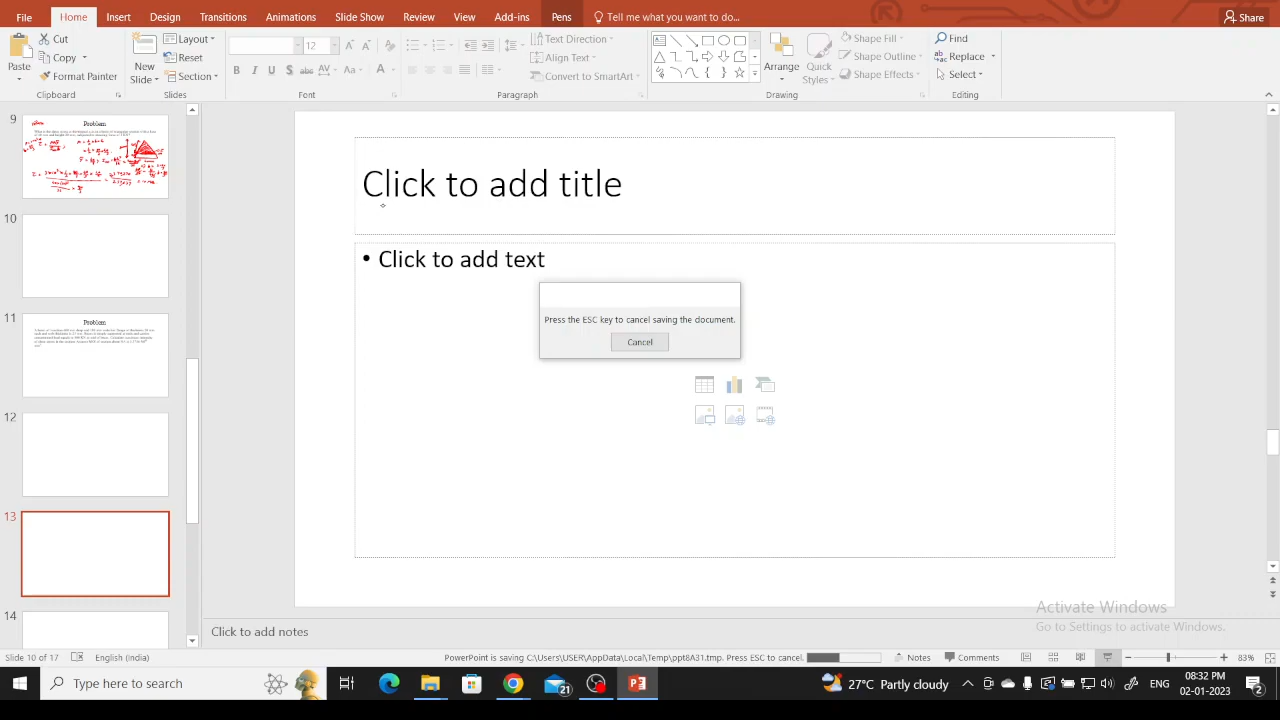 File Home Insert Design Transitions Animations Slide Show Review View Add-ins Pens Tell me what you want to do... Share
Paste Cut Copy Format Painter
Clipboard
New Slide Layout Reset Section
Slides
12
B I U S abc AV Aa A
Font
Text Direction Align Text Convert to SmartArt
Paragraph
Arrange Quick Styles Shape Fill Shape Outline Shape Effects
Drawing
Find Replace Select
Editing
9
Problem
10
11
Problem
12
13
14
Click to add title
• Click to add text
Press the ESC key to cancel saving the document.
Cancel
Activate Windows
Go to Settings to activate Windows.
Click to add notes
Slide 10 of 17 English (India) PowerPoint is saving C:\Users\USER\AppData\Local\Temp\ppt8A31.tmp. Press ESC to cancel. Notes Comments 83%
Type here to search 21 27°C Partly cloudy ENG 08:32 PM
02-01-2023 2